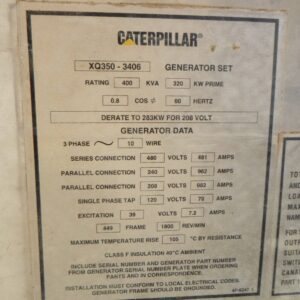 CATERPILLAR®
XQ350 - 3406 GENERATOR SET
RATING 400 KVA 320 KW PRIME
0.8 COS 60 HERTZ
DERATE TO 283KW FOR 208 VOLT
GENERATOR DATA
3 PHASE 10 WIRE
SERIES CONNECTION 480 VOLTS 481 AMPS
PARALLEL CONNECTION 240 VOLTS 962 AMPS
PARALLEL CONNECTION 208 VOLTS 982 AMPS
SINGLE PHASE TAP 120 VOLTS 79 AMPS
EXCITATION 39 VOLTS 7.2 AMPS
449 FRAME 1800 REV/MIN
MAXIMUM TEMPERATURE RISE 105 °C BY RESISTANCE
CLASS F INSULATION 40°C AMBIENT
INCLUDE SERIAL NUMBER AND GENERATOR PART NUMBER
FROM GENERATOR SERIAL NUMBER PLATE WHEN ORDERING
PARTS AND IN CORRESPONDENCE.
INSTALLATION MUST CONFORM TO LOCAL ELECTRICAL CODES.
GENERATOR FRAME SHOULD BE GROUNDED.